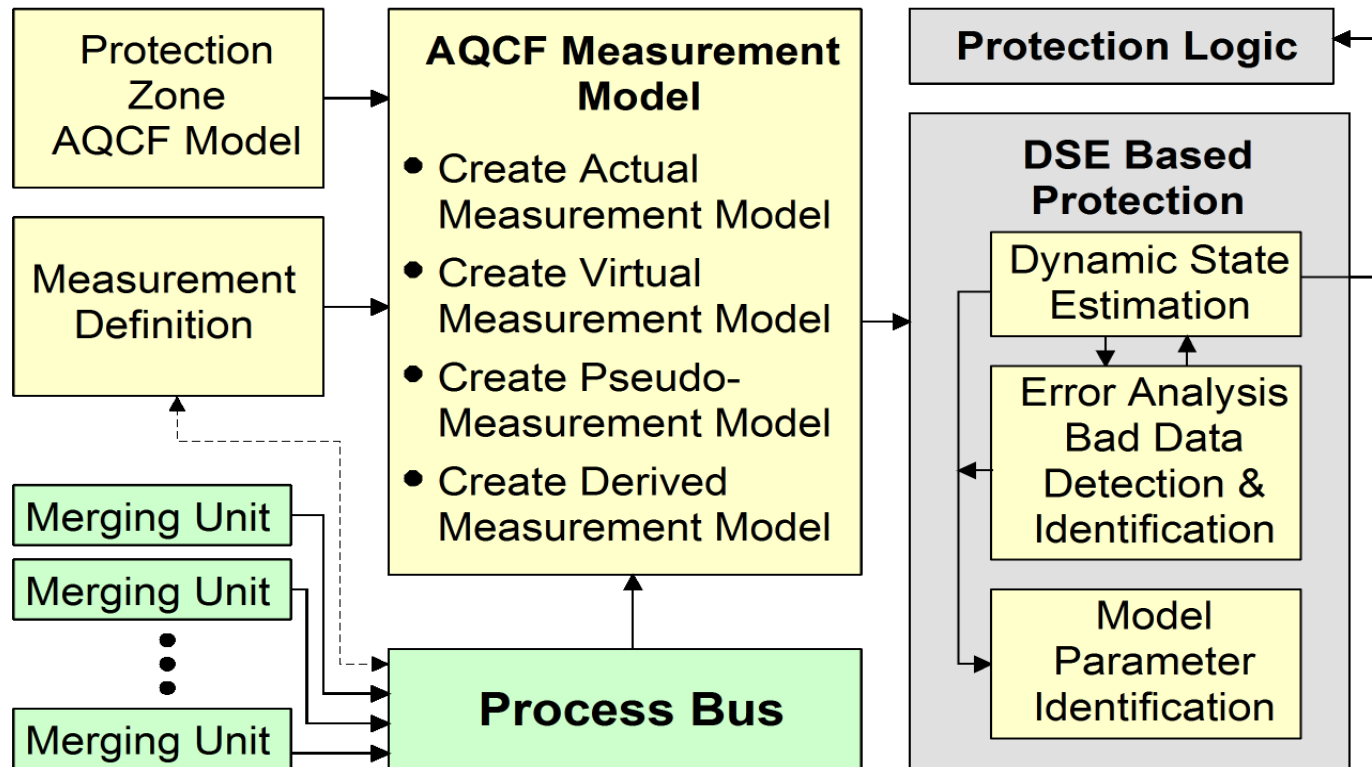 Protection
Zone
AQCF Model
Measurement
Definition
Merging Unit
Merging Unit
Merging Unit
AQCF Measurement
Model
• Create Actual
Measurement Model
• Create Virtual
Measurement Model
• Create Pseudo-
Measurement Model
• Create Derived
Measurement Model
Process Bus
Protection Logic
DSE Based
Protection
Dynamic State
Estimation
Error Analysis
Bad Data
Detection &
Identification
Model
Parameter
Identification